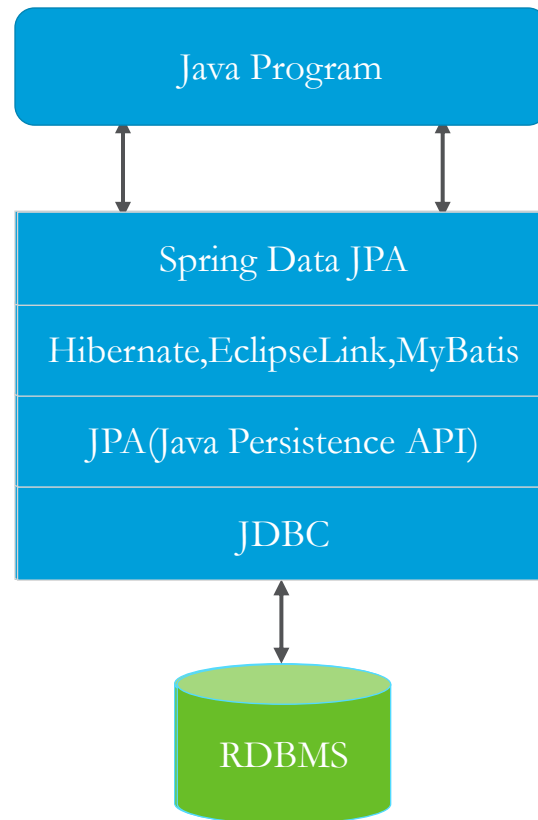 Java Program
Spring Data JPA
Hibernate,EclipseLink,MyBatis
JPA(Java Persistence API)
JDBC
RDBMS